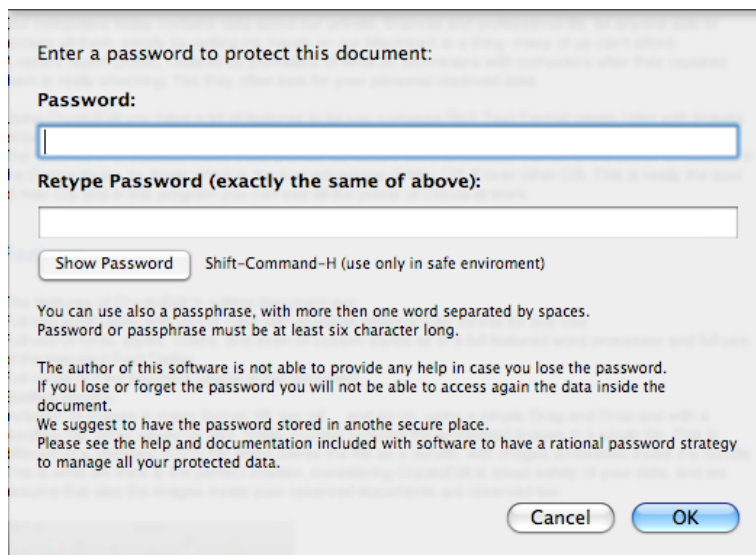 Enter a password to protect this document:
Password:
Retype Password (exactly the same of above):
Show Password Shift-Command-H (use only in safe enviroment)
You can use also a passphrase, with more then one word separated by spaces.
Password or passphrase must be at least six character long.
The author of this software is not able to provide any help in case you lose the password.
If you lose or forget the password you will not be able to access again the data inside the
document.
We suggest to have the password stored in anothe secure place.
Please see the help and documentation included with software to have a rational password strategy
to manage all your protected data.
Cancel OK